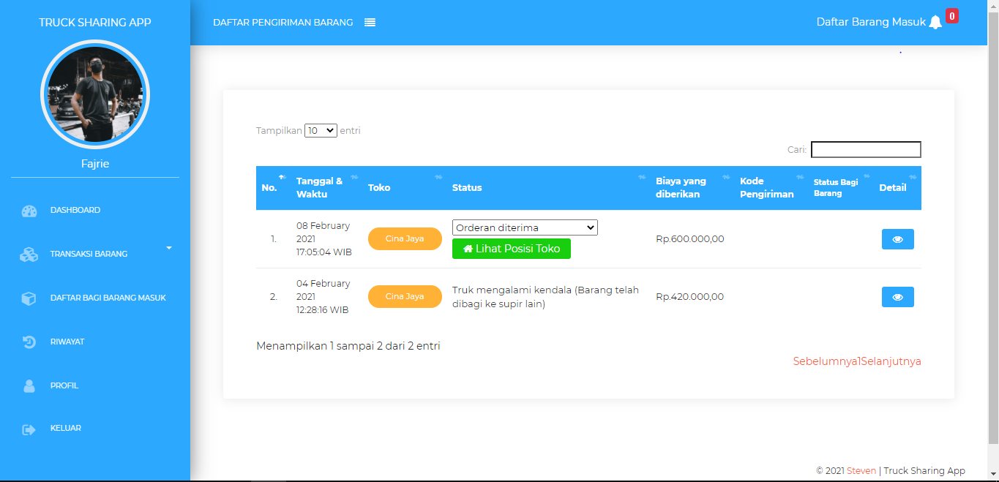 TRUCK SHARING APP
Fajrie
DASHBOARD
TRANSAKSI BARANG
DAFTAR BAGI BARANG MASUK
RIWAYAT
PROFIL
KELUAR
DAFTAR PENGIRIMAN BARANG
Daftar Barang Masuk 0
Tampilkan 10 entri
Cari:
No. Tanggal & Waktu Toko Status Biaya yang diberikan Kode Pengiriman Status Bagi Barang Detail
1.
08 February
2021
17:05:04 WIB
Cina Jaya
Orderan diterima
Lihat Posisi Toko
Rp.600.000,00
2.
04 February
2021
12:28:16 WIB
Cina Jaya
Truk mengalami kendala (Barang telah
dibagi ke supir lain)
Rp.420.000,00
Menampilkan 1 sampai 2 dari 2 entri
Sebelumnya1Selanjutnya
© 2021 Steven | Truck Sharing App